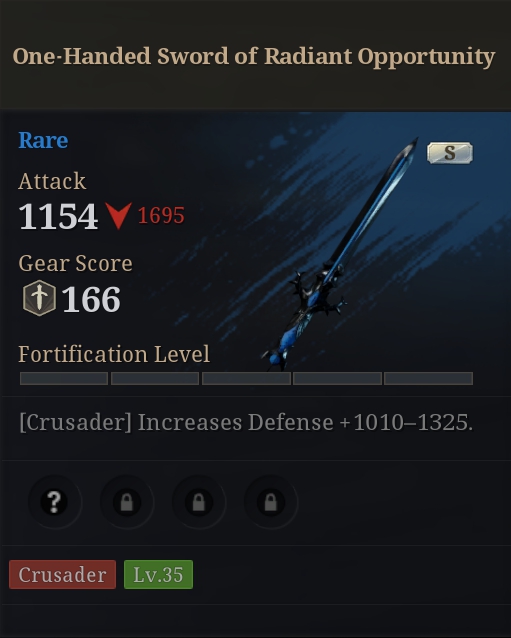 One-Handed Sword of Radiant Opportunity
Rare
S
Attack
1154 1695
Gear Score
166
Fortification Level
[Crusader] Increases Defense +1010–1325.
?
Crusader Lv.35